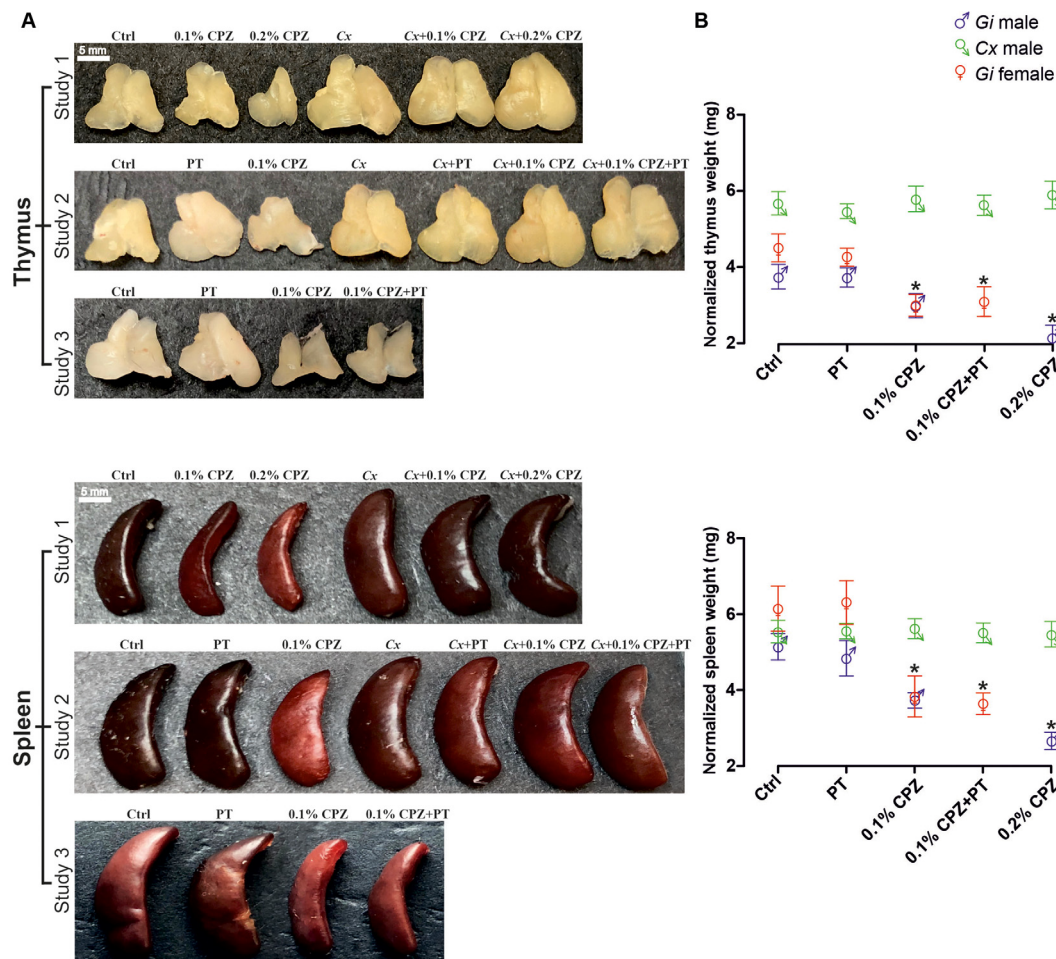 A
Thymus
Study 1
Ctrl 0.1% CPZ 0.2% CPZ Cx Cx+0.1% CPZ Cx+0.2% CPZ
5 mm
Study 2
Ctrl PT 0.1% CPZ Cx Cx+PT Cx+0.1% CPZ Cx+0.1% CPZ+PT
Study 3
Ctrl PT 0.1% CPZ 0.1% CPZ+PT
Spleen
Study 1
Ctrl 0.1% CPZ 0.2% CPZ Cx Cx+0.1% CPZ Cx+0.2% CPZ
5 mm
Study 2
Ctrl PT 0.1% CPZ Cx Cx+PT Cx+0.1% CPZ Cx+0.1% CPZ+PT
Study 3
Ctrl PT 0.1% CPZ 0.1% CPZ+PT
B
Gi male
Cx male
Gi female
Normalized thymus weight (mg)
8
6
4
2
* * *
Ctrl PT 0.1% CPZ 0.1% CPZ+PT 0.2% CPZ
Normalized spleen weight (mg)
8
6
4
2
* * *
Ctrl PT 0.1% CPZ 0.1% CPZ+PT 0.2% CPZ